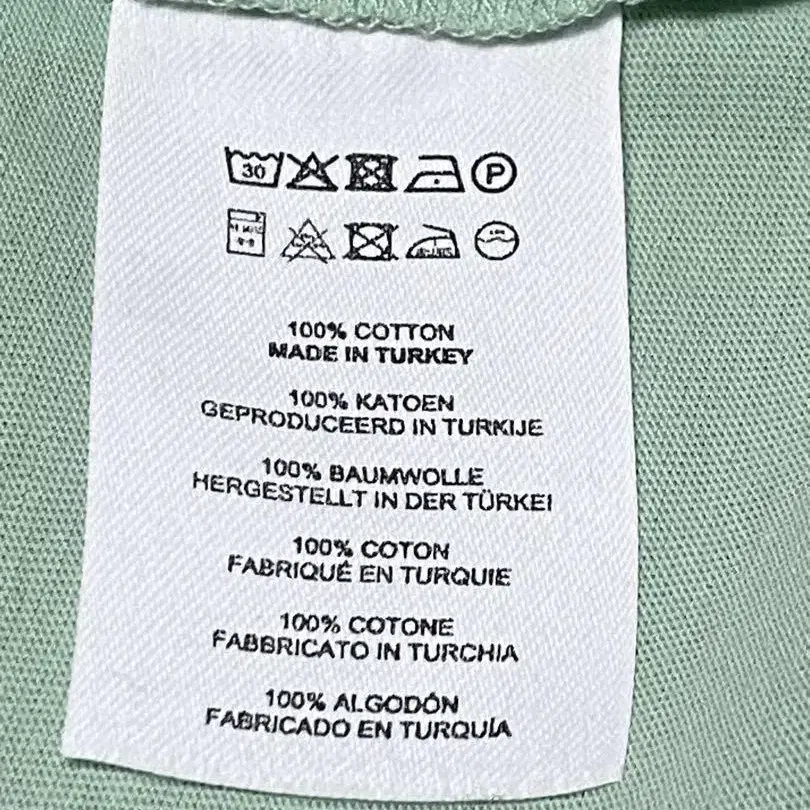 30 P
100% COTTON
MADE IN TURKEY
100% KATOEN
GEPRODUCEERD IN TURKIJE
100% BAUMWOLLE
HERGESTELLT IN DER TÜRKEI
100% COTON
FABRIQUÉ EN TURQUIE
100% COTONE
FABBRICATO IN TURCHIA
100% ALGODÓN
FABRICADO EN TURQUÍA